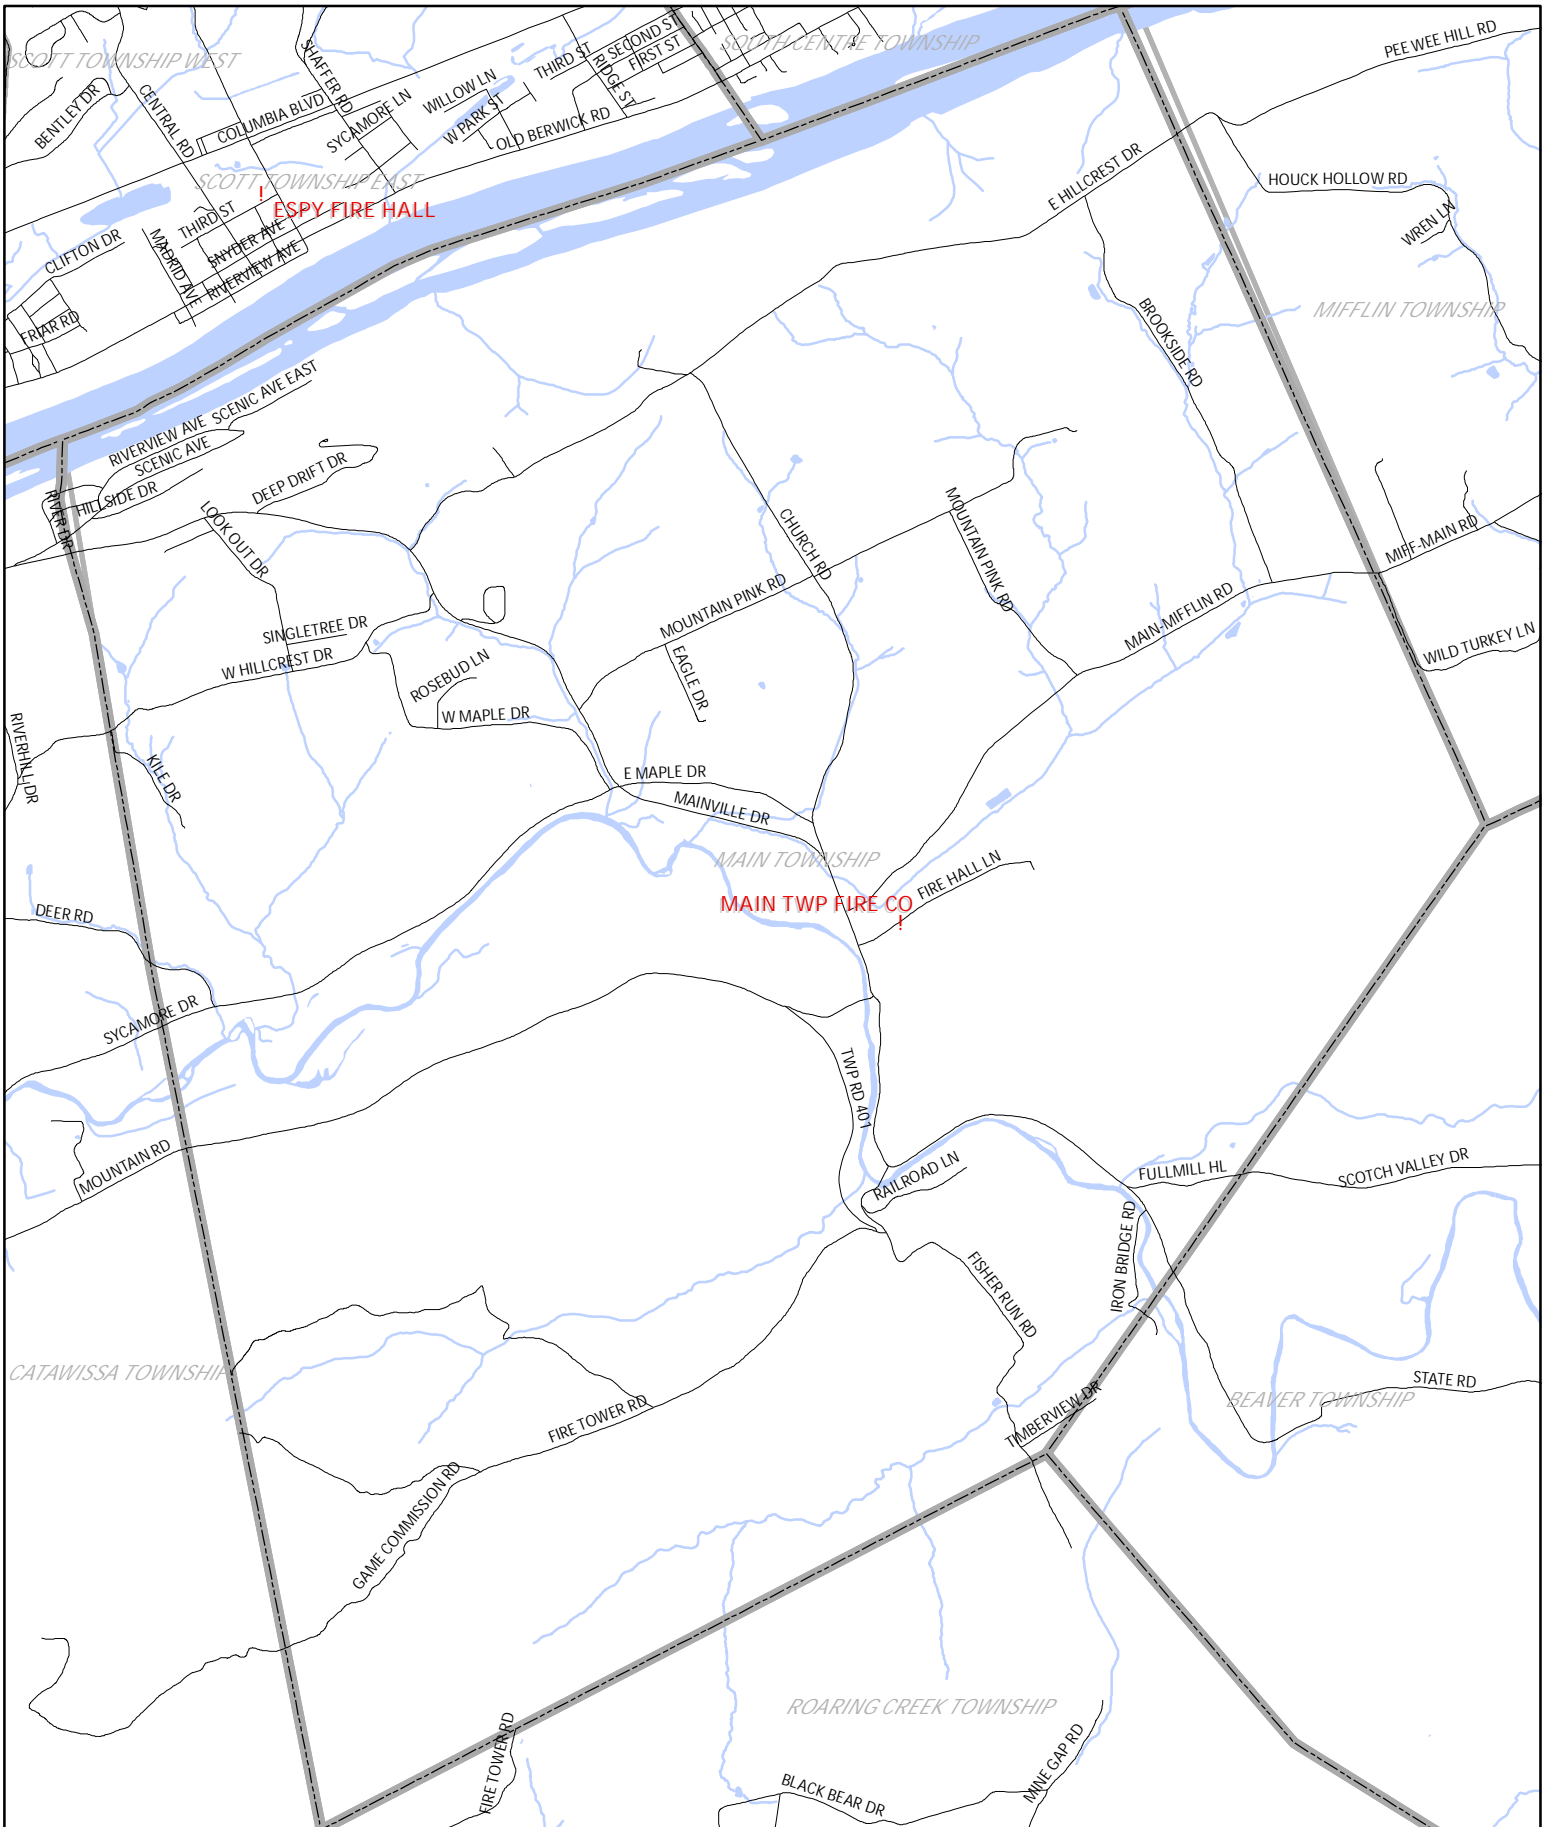 SCOTT TOWNSHIP WEST
SOUTH CENTRE TOWNSHIP
PEE WEE HILL RD
SHAFFER RD
SECOND ST
THIRD ST
FIRST ST
RIDGE ST
BENTLEY DR
CENTRAL RD
COLUMBIA BLVD
SYCAMORE LN
WILLOW LN
W PARK ST
OLD BERWICK RD
SCOTT TOWNSHIP EAST
!
ESPY FIRE HALL
E HILLCREST DR
HOUCK HOLLOW RD
WREN LN
THIRD ST
SNYDER AVE
CLIFTON DR
MADRID AVE
RIVERVIEW AVE
FRIAR RD
MIFFLIN TOWNSHIP
BROOKSIDE RD
SCENIC AVE EAST
RIVERVIEW AVE
SCENIC AVE
DEEP DRIFT DR
HILLSIDE DR
RIVER DR
LOOK OUT DR
CHURCH RD
MOUNTAIN PINK RD
MIFF-MAIN RD
MOUNTAIN PINK RD
MAIN-MIFFLIN RD
SINGLETREE DR
W HILLCREST DR
ROSEBUD LN
EAGLE DR
WILD TURKEY LN
W MAPLE DR
RIVERHILL DR
KILE DR
E MAPLE DR
MAINVILLE DR
MAIN TOWNSHIP
FIRE HALL LN
MAIN TWP FIRE CO
!
DEER RD
SYCAMORE DR
TWP RD 401
MOUNTAIN RD
RAILROAD LN
FULLMILL HL
SCOTCH VALLEY DR
IRON BRIDGE RD
FISHER RUN RD
CATAWISSA TOWNSHIP
STATE RD
BEAVER TOWNSHIP
TIMBERVIEW DR
FIRE TOWER RD
GAME COMMISSION RD
ROARING CREEK TOWNSHIP
FIRE TOWER RD
MINE GAP RD
BLACK BEAR DR